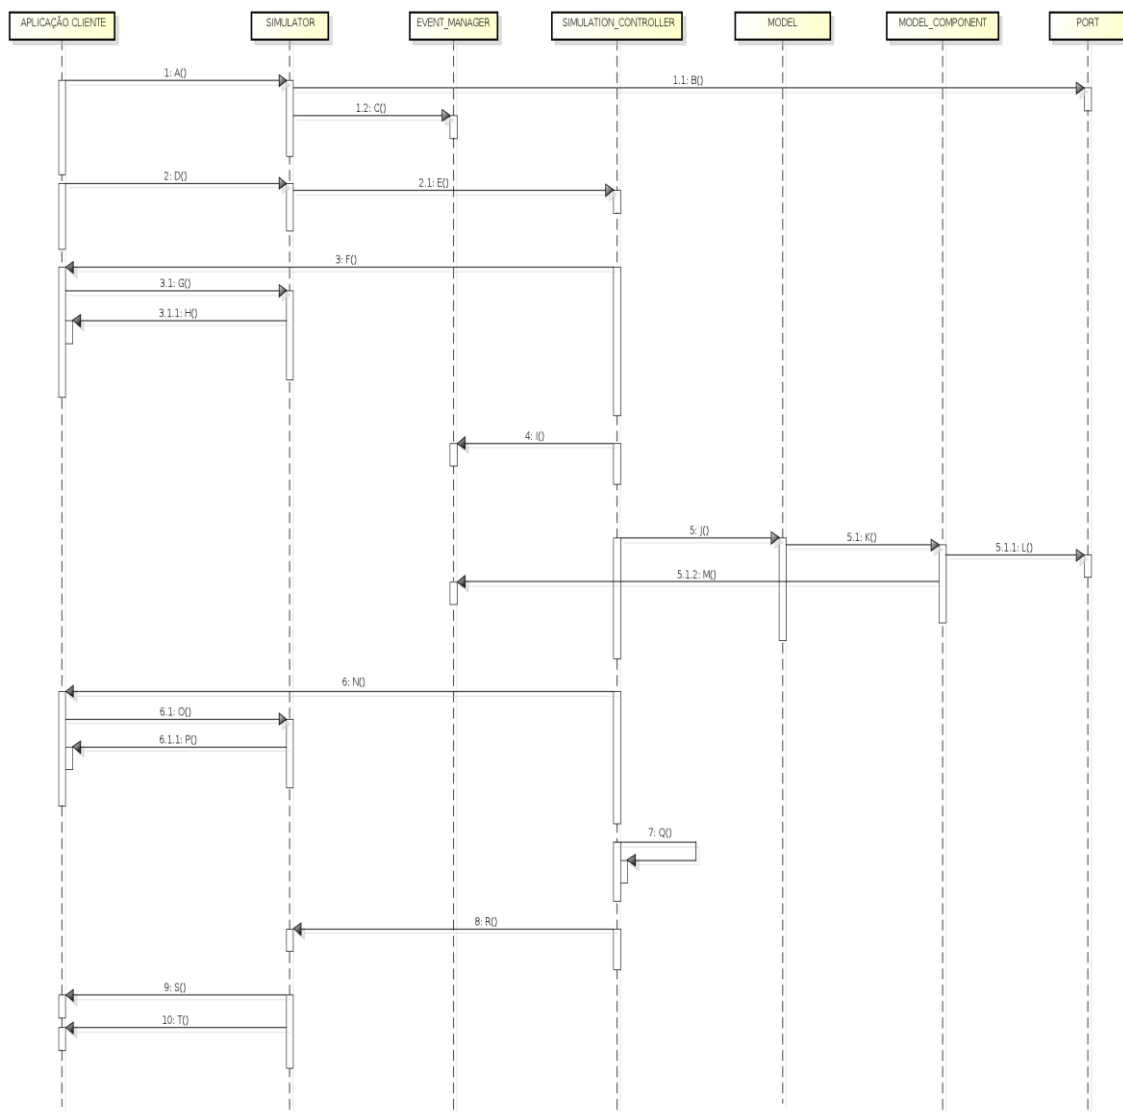 APLICAÇÃO CLIENTE
SIMULATOR
EVENT_MANAGER
SIMULATION_CONTROLLER
MODEL
MODEL_COMPONENT
PORT
1: A()
1.1: B()
1.2: C()
2: D()
2.1: E()
3: F()
3.1: G()
3.1.1: H()
4: I()
5: J()
5.1: K()
5.1.1: L()
5.1.2: M()
6: N()
6.1: O()
6.1.1: P()
7: Q()
8: R()
9: S()
10: T()